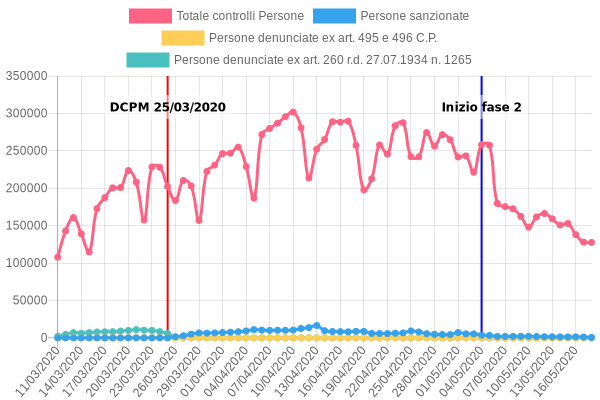 Totale controlli Persone Persone sanzionate
Persone denunciate ex art. 495 e 496 C.P.
Persone denunciate ex art. 260 r.d. 27.07.1934 n. 1265
350000
300000
250000
200000
150000
100000
50000
0
DCPM 25/03/2020 Inizio fase 2
11/03/2020 14/03/2020 17/03/2020 20/03/2020 23/03/2020 26/03/2020 29/03/2020 01/04/2020 04/04/2020 07/04/2020 10/04/2020 13/04/2020 16/04/2020 19/04/2020 22/04/2020 25/04/2020 28/04/2020 01/05/2020 04/05/2020 07/05/2020 10/05/2020 13/05/2020 16/05/2020